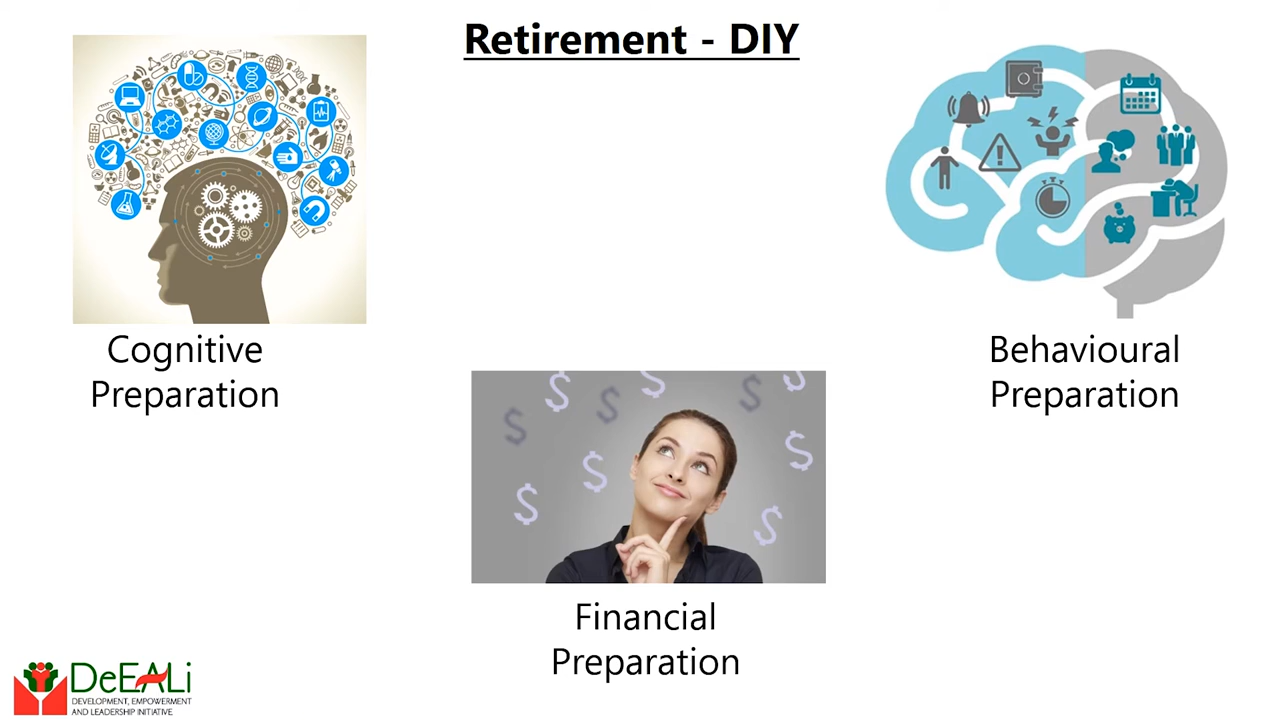 Retirement - DIY
Cognitive
Preparation
Behavioural
Preparation
$ $ $ $ $ $ $ $ $
Financial
Preparation
DeEALi
DEVELOPMENT, EMPOWERMENT
AND LEADERSHIP INITIATIVE